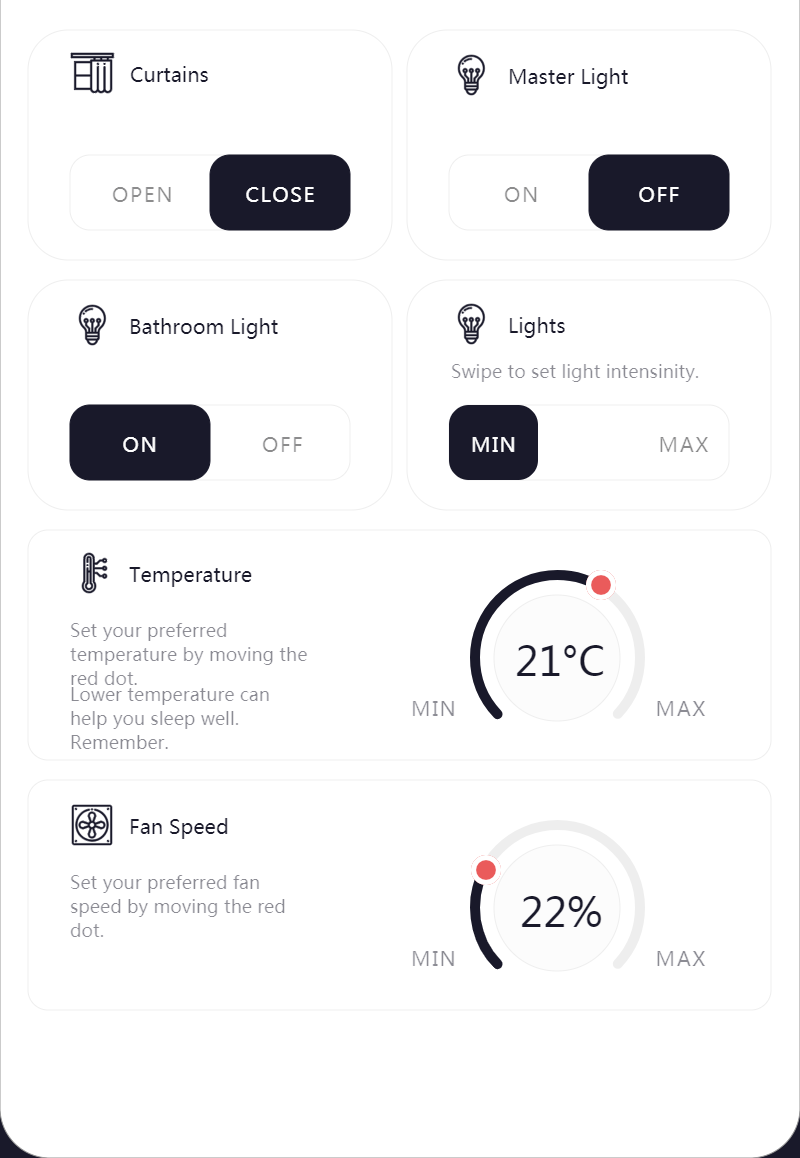 Curtains
Master Light
OPEN
CLOSE
ON
OFF
Bathroom Light
Lights
Swipe to set light intensinity.
ON
OFF
MIN
MAX
Temperature
Set your preferred
temperature by moving the
red dot.
Lower temperature can
help you sleep well.
Remember.
21°C
MIN
MAX
Fan Speed
Set your preferred fan
speed by moving the red
dot.
22%
MIN
MAX